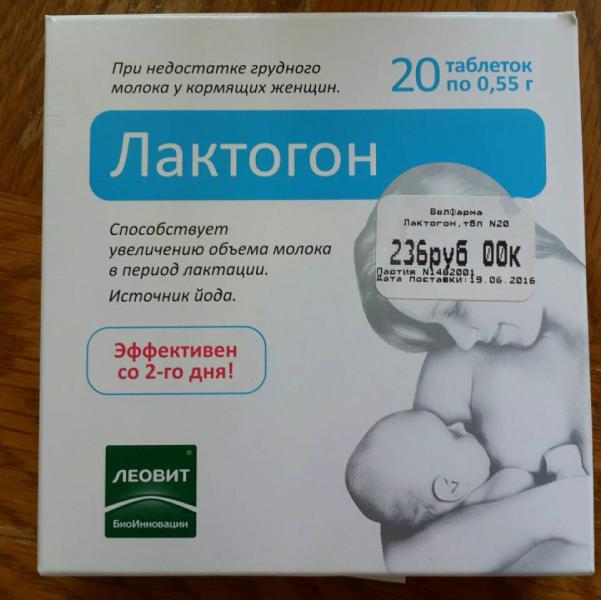 При недостатке грудного
молока у кормящих женщин.
20 таблеток
по 0,55 г
Лактогон
ВелФарма
Лактогон,тбл N20
236руб 00к
Партия N1482001
Дата поставки:19.06.2016
Способствует
увеличению объема молока
в период лактации.
Источник йода.
Эффективен
со 2-го дня!
©
ЛЕОВИТ
БиоИнновации